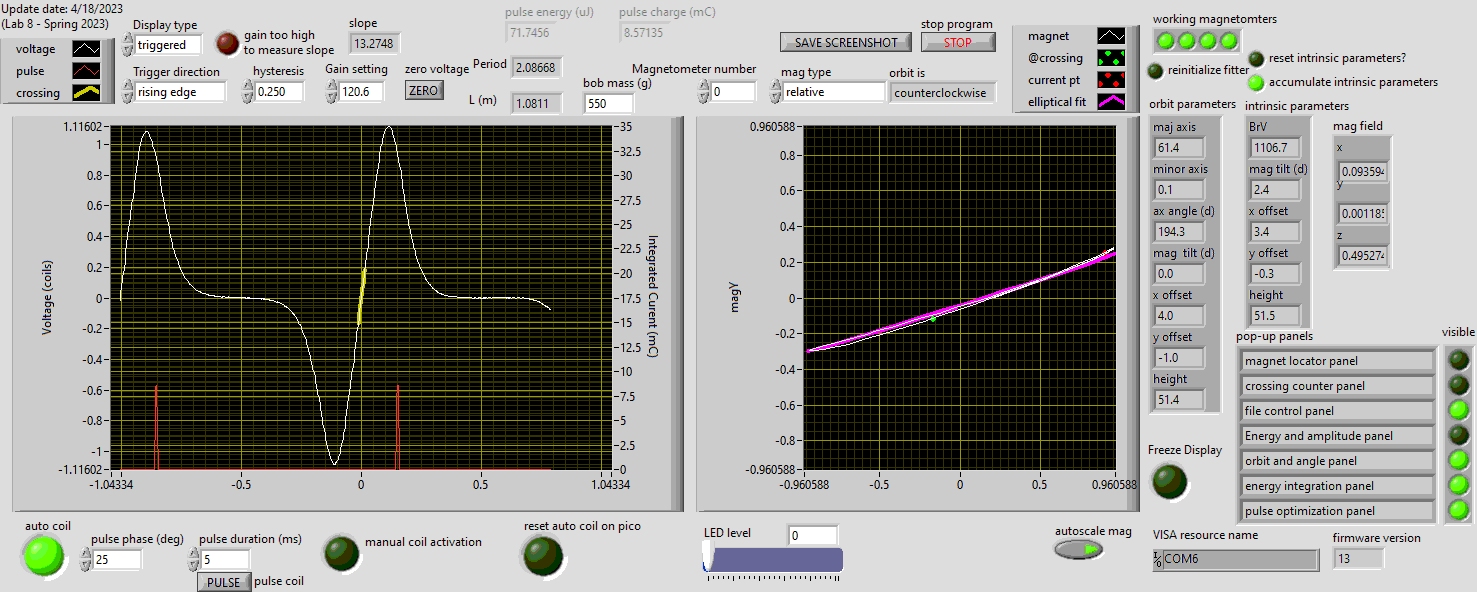 Update date: 4/18/2023
(Lab 8 - Spring 2023)
voltage
pulse
crossing
Display type
triggered
gain too high
to measure slope
slope
13.2748
Trigger direction
rising edge
hysteresis
0.250
Gain setting
120.6
zero voltage
ZERO
pulse energy (uJ)
71.7456
pulse charge (mC)
8.57135
Period
2.08668
L (m)
1.0811
bob mass (g)
550
SAVE SCREENSHOT
stop program
STOP
Magnetometer number
0
mag type
relative
orbit is
counterclockwise
magnet
@crossing
current pt
elliptical fit
working magnetomters
reinitialize fitter
reset intrinsic parameters?
accumulate intrinsic parameters
orbit parameters
maj axis
61.4
minor axis
0.1
ax angle (d)
194.3
mag tilt (d)
0.0
x offset
4.0
y offset
-1.0
height
51.4
intrinsic parameters
BrV
1106.7
mag tilt (d)
2.4
x offset
3.4
y offset
-0.3
height
51.5
mag field
x
0.093594
y
z
Voltage (coils)
1.11602
1
0.8
0.6
0.4
0.2
0
-0.2
-0.4
-0.6
-0.8
-1
-1.11602
-1.04334
-0.5
0
0.5
1.04334
35
32.5
30
27.5
25
22.5
20
17.5
15
12.5
10
7.5
5
2.5
0
Integrated Curent (mC)
magy
0.960588
0.8
0.6
0.4
0.2
0
-0.2
-0.4
-0.6
-0.8
-0.960588
-0.960588
-0.5
0
0.5
0.960588
pop-up panels
visible
magnet locator panel
crossing counter panel
file control panel
Energy and amplitude panel
orbit and angle panel
energy integration panel
pulse optimization panel
Freeze Display
auto coil
pulse phase (deg)
25
pulse duration (ms)
5
PULSE
pulse coil
manual coil activation
reset auto coil on pico
LED level
0
autoscale mag
VISA resource name
COM6
firmware version
13